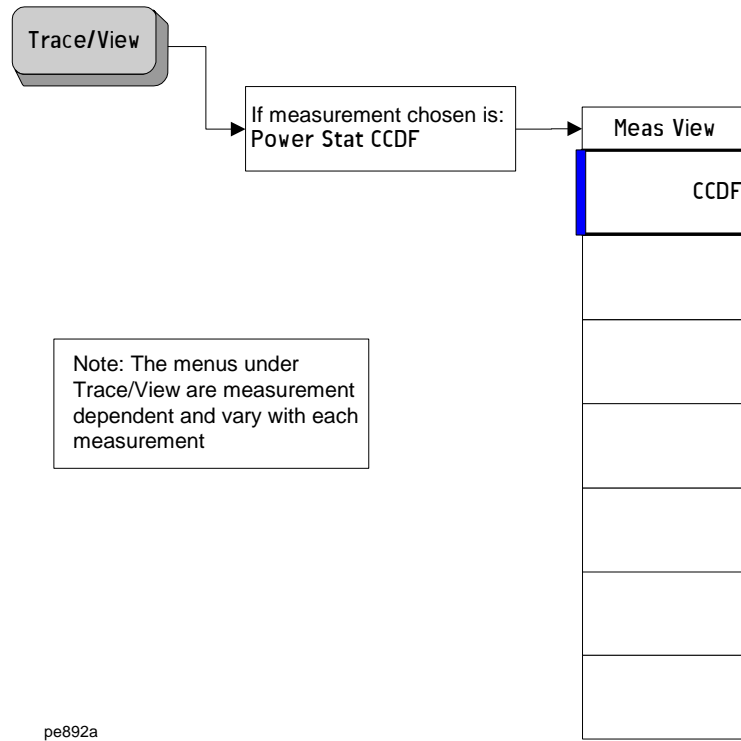 Trace/View
If measurement chosen is:
Power Stat CCDF
Meas View
CCDF
Note: The menus under
Trace/View are measurement
dependent and vary with each
measurement
pe892a